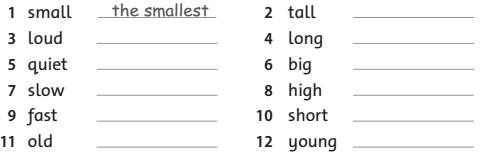 1 small the smallest 2 tall
3 loud 4 long
5 quiet 6 big
7 slow 8 high
9 fast 10 short
11 old 12 young